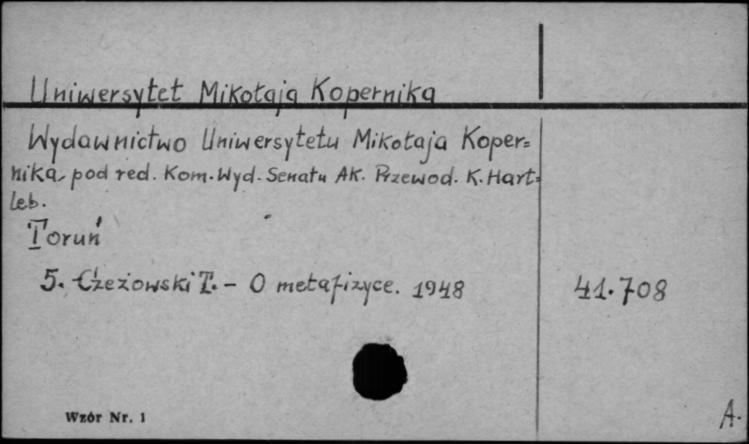 Uniwersytet Mikołaja Kopernika
Wydawnictwo Uniwersytetu Mikołaja Koper=
nika, pod red. Kom. Wyd. Senatu Ak. Przewod. K. Hart=
leb.
Toruń
5. Czeżowski T. - O metafizyce. 1948 41.708
Wzór Nr. 1 A.